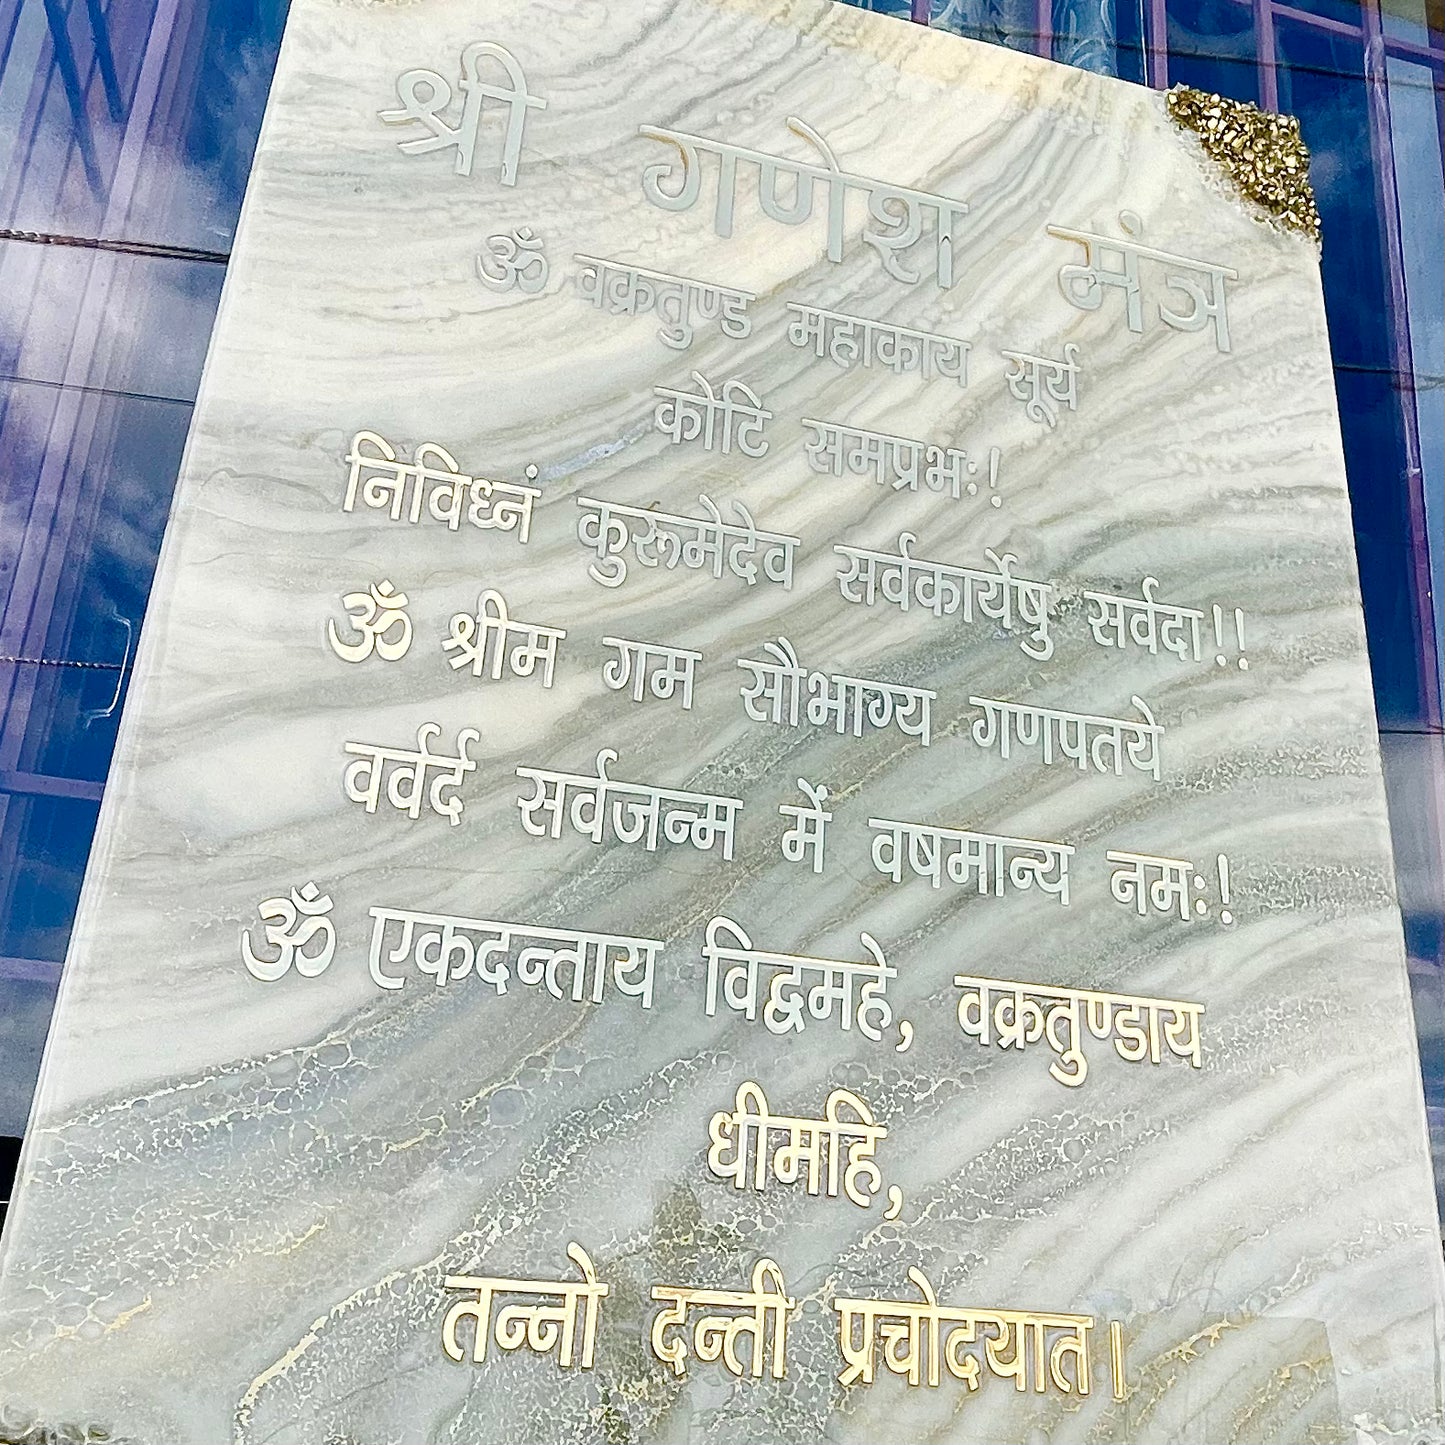 श्री गणेश मंत्र
ॐ वक्रतुण्ड महाकाय सूर्य
कोटि समप्रभः!
निविध्नं कुरूमेदेव सर्वकार्येषु सर्वदा!!
ॐ श्रीम गम सौभाग्य गणपतये
वर्वर्द सर्वजन्म में वषमान्य नमः!
ॐ एकदन्ताय विद्वमहे, वक्रतुण्डाय
धीमहि,
तन्नो दन्ती प्रचोदयात।